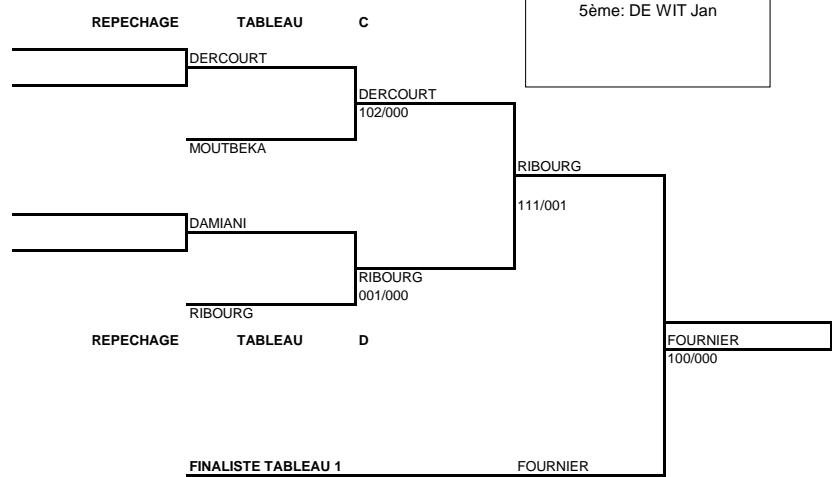 5ème: DE WIT Jan
REPECHAGE TABLEAU C
DERCOURT
DERCOURT
102/000
MOUTBEKA
RIBOURG
111/001
DAMIANI
RIBOURG
001/000
RIBOURG
REPECHAGE TABLEAU D
FOURNIER
100/000
FINALISTE TABLEAU 1 FOURNIER